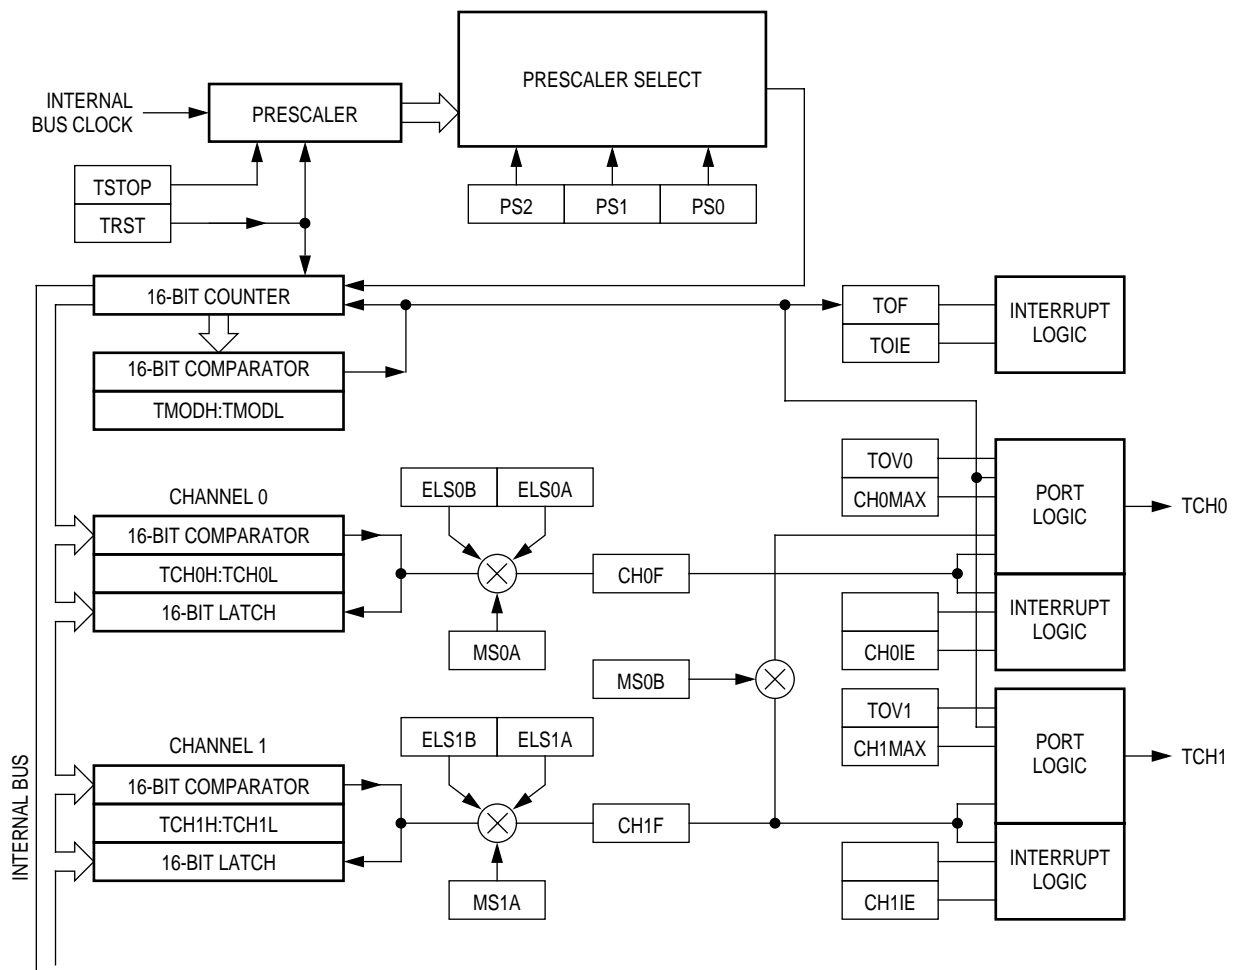 INTERNAL
BUS CLOCK
PRESCALER
PRESCALER SELECT
TSTOP
TRST
PS2
PS1
PS0
16-BIT COUNTER
16-BIT COMPARATOR
TMODH:TMODL
TOF
TOIE
INTERRUPT
LOGIC
CHANNEL 0
16-BIT COMPARATOR
TCH0H:TCH0L
16-BIT LATCH
ELS0B
ELS0A
MS0A
CH0F
TOV0
CH0MAX
PORT
LOGIC
TCH0
CH0IE
INTERRUPT
LOGIC
MS0B
CHANNEL 1
16-BIT COMPARATOR
TCH1H:TCH1L
16-BIT LATCH
ELS1B
ELS1A
MS1A
CH1F
TOV1
CH1MAX
PORT
LOGIC
TCH1
CH1IE
INTERRUPT
LOGIC
INTERNAL BUS